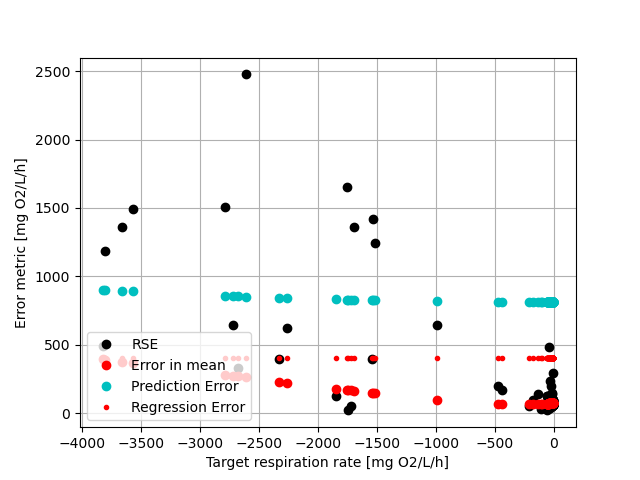 2500
2000
1500
1000
500
0
Error metric [mg O2/L/h]
RSE
Error in mean
Prediction Error
Regression Error
−4000 −3500 −3000 −2500 −2000 −1500 −1000 −500 0
Target respiration rate [mg O2/L/h]